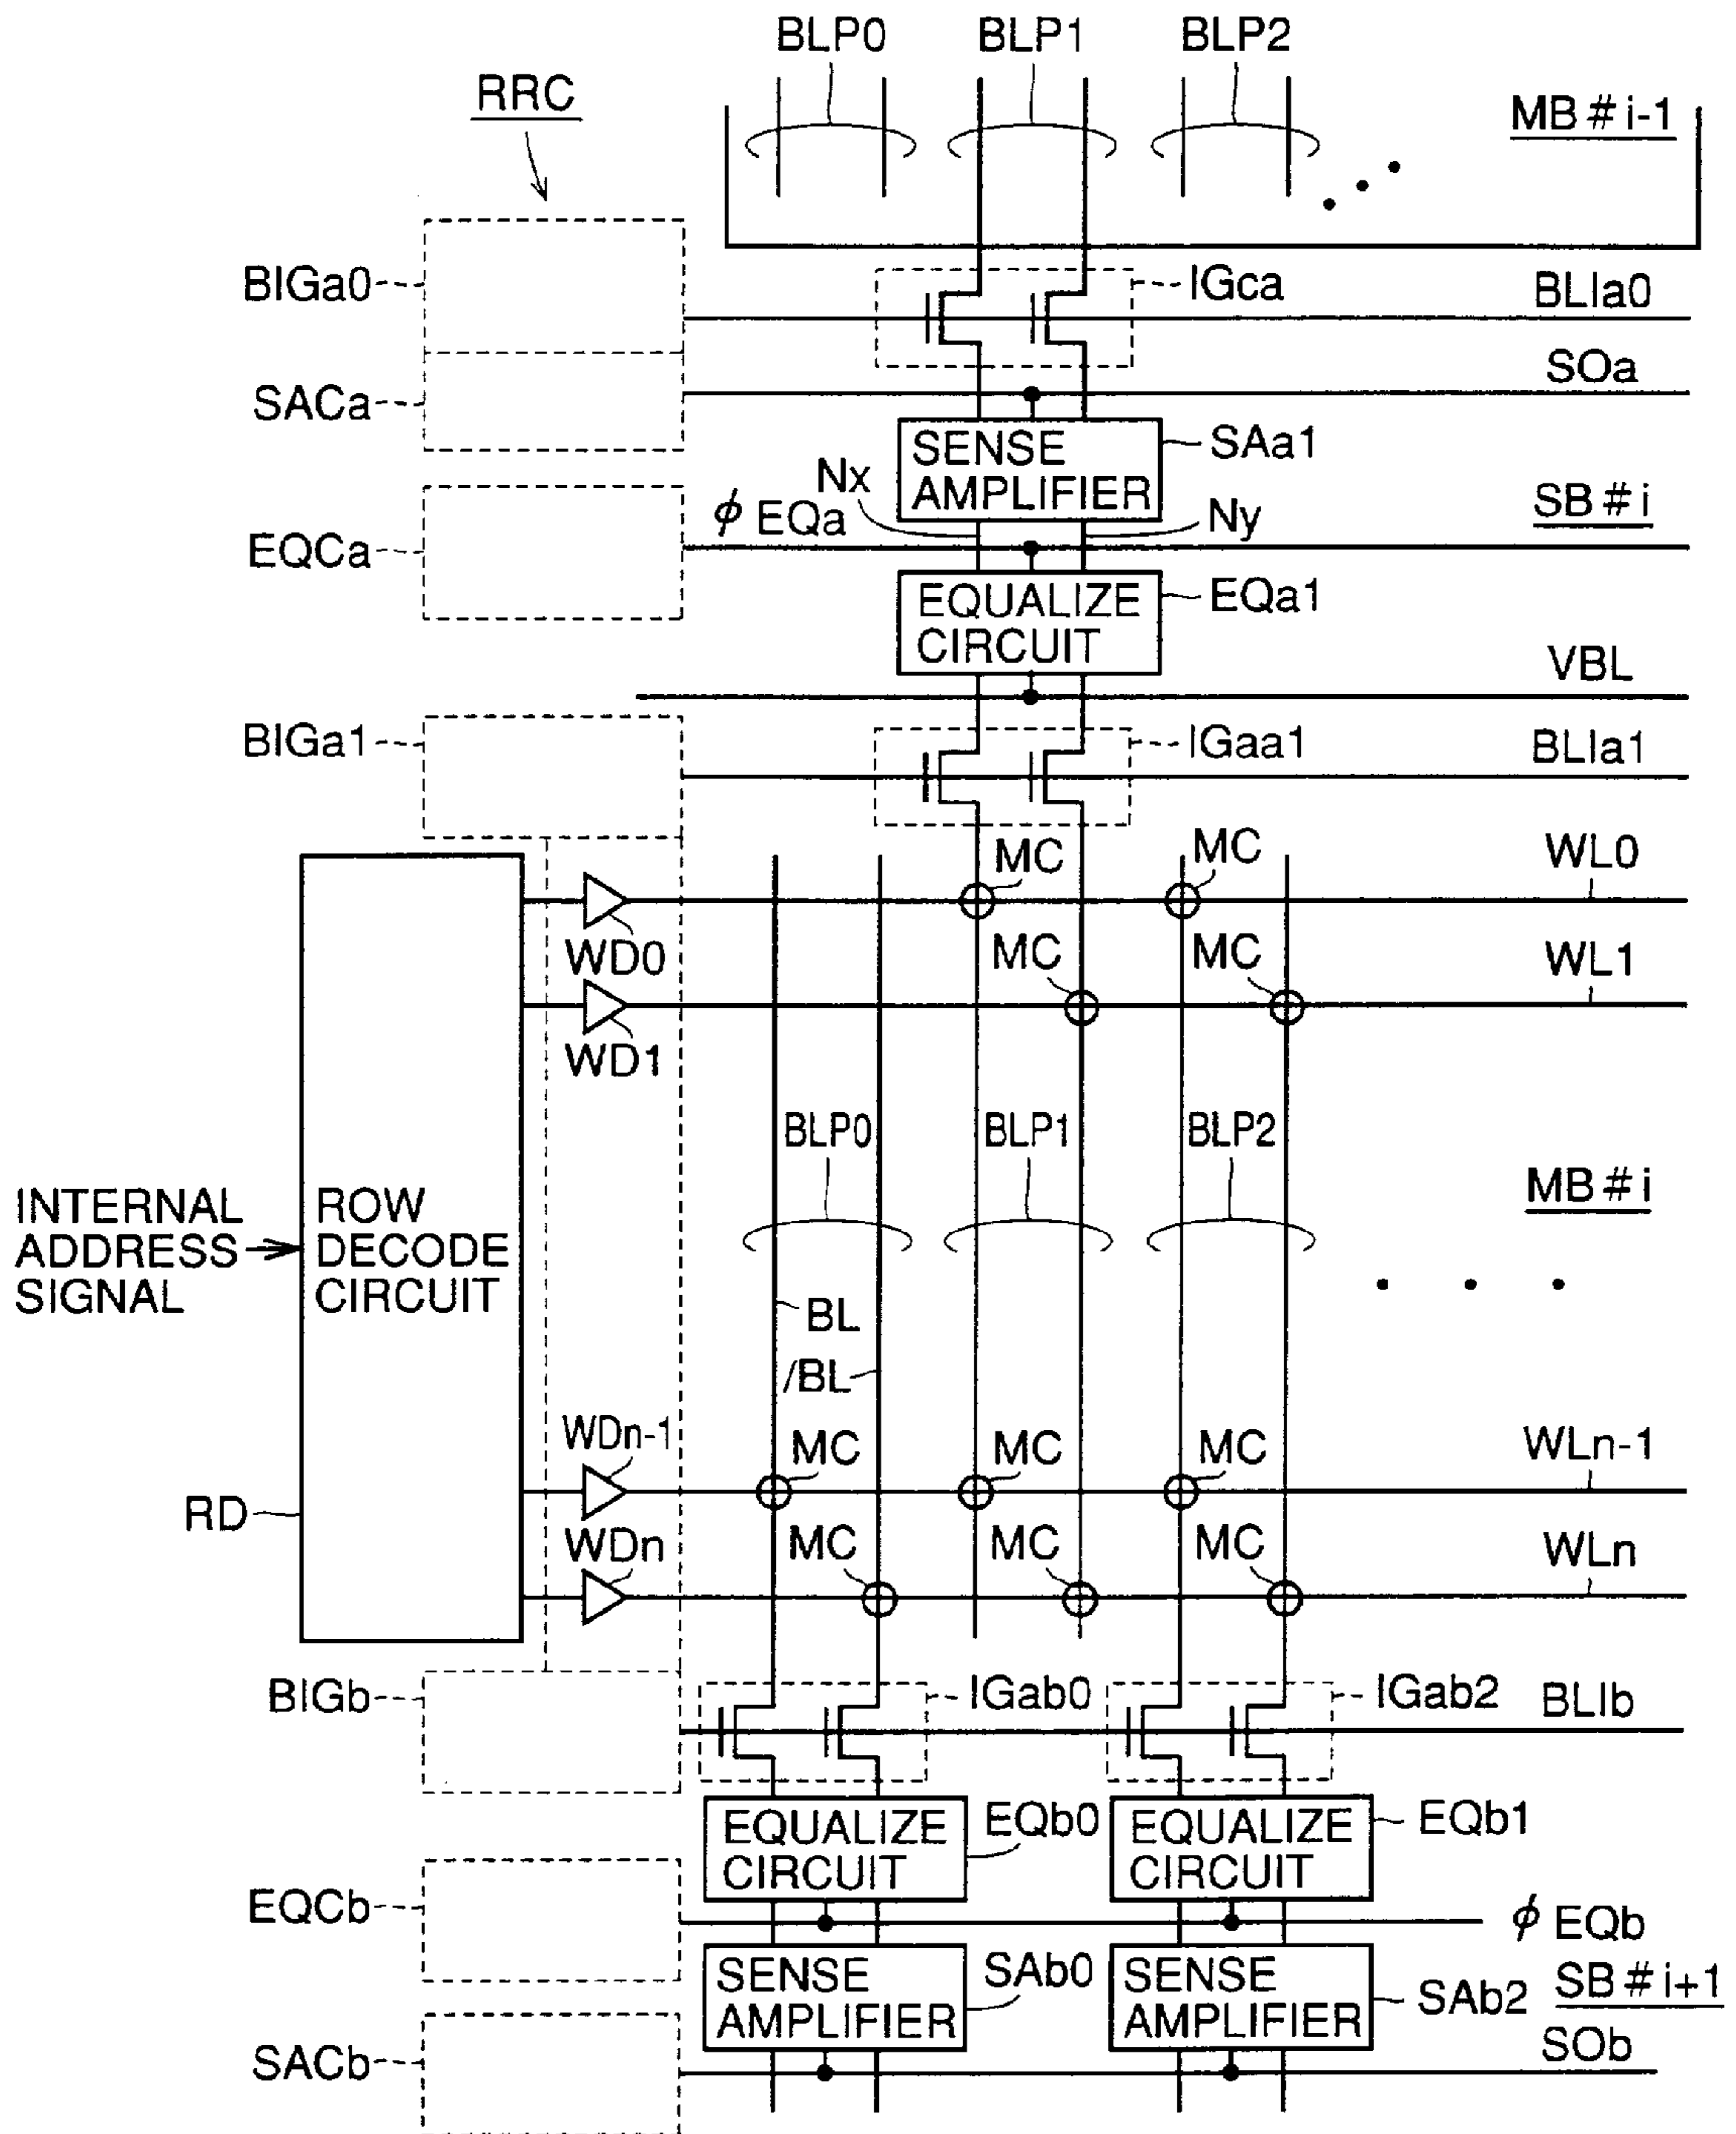 BLP0 BLP1 BLP2
RRC
MB#i-1
BIGa0
IGca
BLIa0
SACa
SOa
SENSE
AMPLIFIER
SAa1
Nx
Ny
SB#i
φEQa
EQCa
EQUALIZE
CIRCUIT
EQa1
VBL
BIGa1
IGaa1
BLIa1
MC MC WL0
WD0
MC MC WL1
WD1
BLP0 BLP1 BLP2
MB#i
INTERNAL
ADDRESS
SIGNAL
ROW
DECODE
CIRCUIT
BL
/BL
WDn-1
MC MC MC WLn-1
RD
WDn
MC MC MC WLn
BIGb
IGab0
IGab2
BLIb
EQUALIZE
CIRCUIT
EQb0
EQUALIZE
CIRCUIT
EQb1
EQCb
φEQb
SENSE
AMPLIFIER
SAb0
SENSE
AMPLIFIER
SAb2
SB#i+1
SACb
SOb